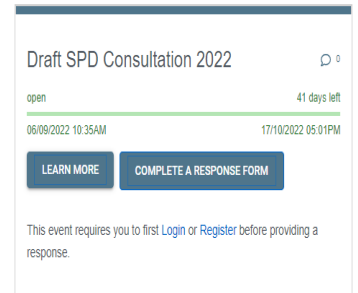 Draft SPD Consultation 2022 0
open 41 days left
06/09/2022 10:35AM 17/10/2022 05:01PM
LEARN MORE COMPLETE A RESPONSE FORM
This event requires you to first Login or Register before providing a
response.